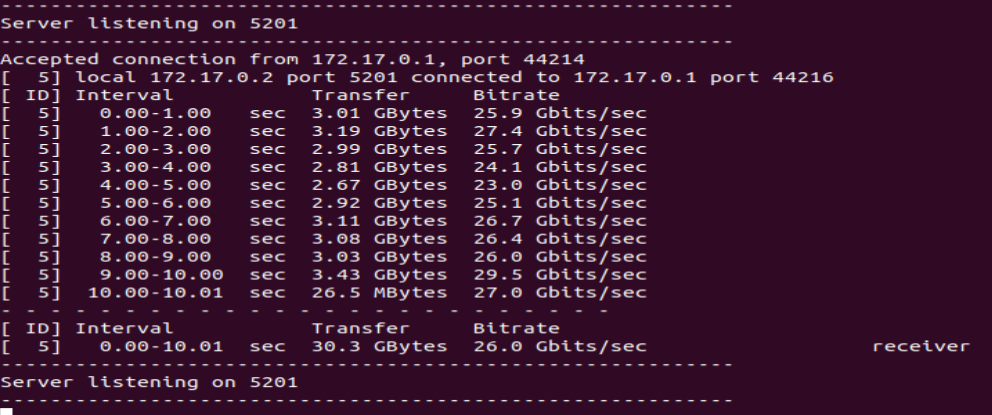 -----------------------------------------------------------
Server listening on 5201
-----------------------------------------------------------
Accepted connection from 172.17.0.1, port 44214
[  5] local 172.17.0.2 port 5201 connected to 172.17.0.1 port 44216
[ ID] Interval           Transfer     Bitrate
[  5]   0.00-1.00   sec  3.01 GBytes  25.9 Gbits/sec
[  5]   1.00-2.00   sec  3.19 GBytes  27.4 Gbits/sec
[  5]   2.00-3.00   sec  2.99 GBytes  25.7 Gbits/sec
[  5]   3.00-4.00   sec  2.81 GBytes  24.1 Gbits/sec
[  5]   4.00-5.00   sec  2.67 GBytes  23.0 Gbits/sec
[  5]   5.00-6.00   sec  2.92 GBytes  25.1 Gbits/sec
[  5]   6.00-7.00   sec  3.11 GBytes  26.7 Gbits/sec
[  5]   7.00-8.00   sec  3.08 GBytes  26.4 Gbits/sec
[  5]   8.00-9.00   sec  3.03 GBytes  26.0 Gbits/sec
[  5]   9.00-10.00  sec  3.43 GBytes  29.5 Gbits/sec
[  5]  10.00-10.01  sec  26.5 MBytes  27.0 Gbits/sec
- - - - - - - - - - - - - - - - - - - - - - - - -
[ ID] Interval           Transfer     Bitrate
[  5]   0.00-10.01  sec  30.3 GBytes  26.0 Gbits/sec                  receiver
-----------------------------------------------------------
Server listening on 5201
-----------------------------------------------------------